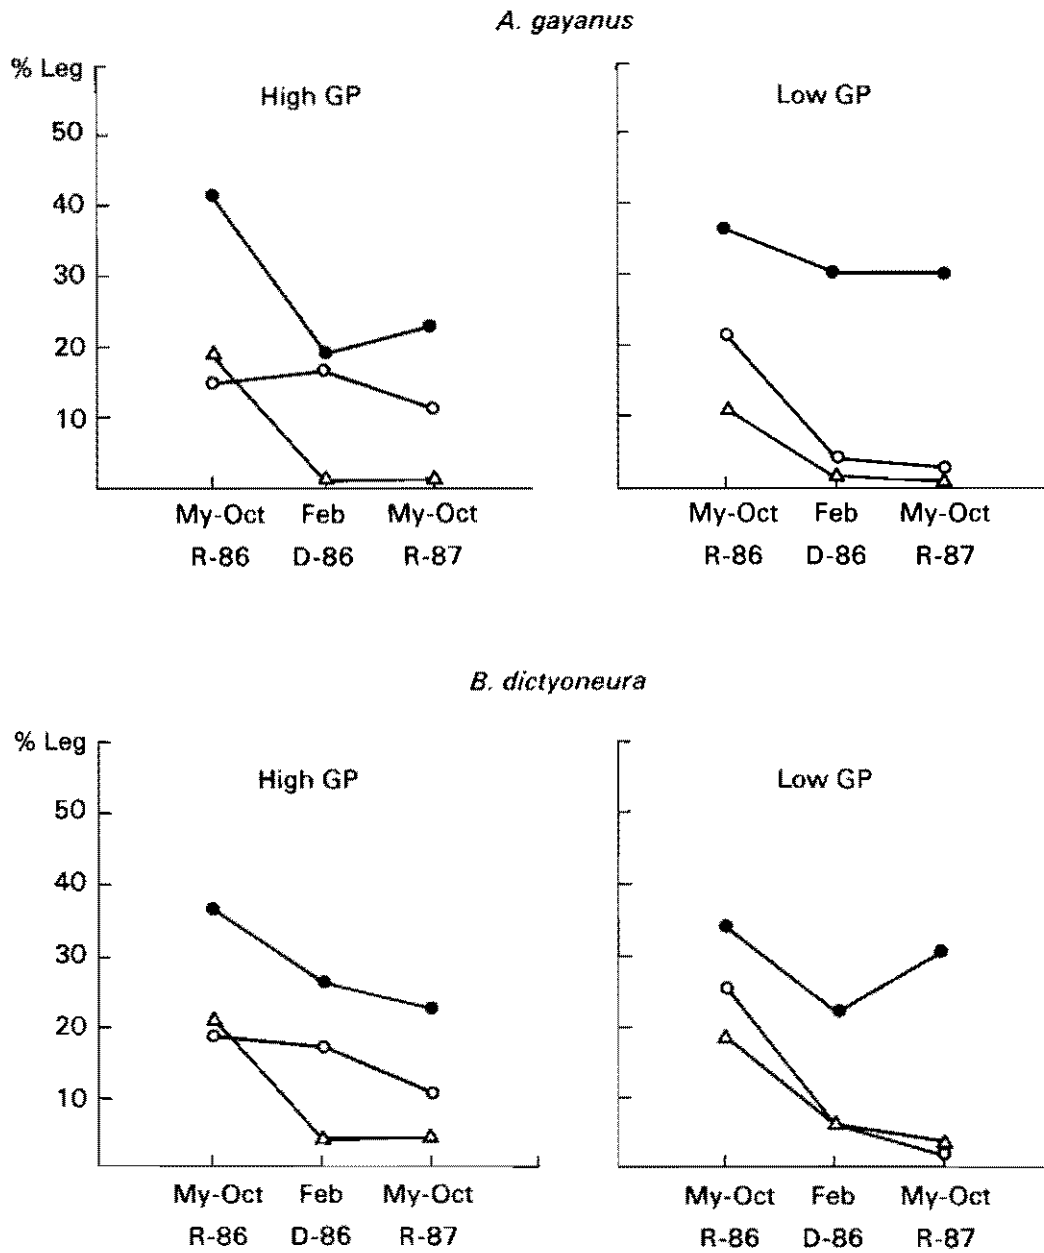 A. gayanus
% Leg
High GP
Low GP
50
40
30
20
10
My-Oct Feb My-Oct
R-86 D-86 R-87
My-Oct Feb My-Oct
R-86 D-86 R-87
B. dictyoneura
% Leg
High GP
Low GP
50
40
30
20
10
My-Oct Feb My-Oct
R-86 D-86 R-87
My-Oct Feb My-Oct
R-86 D-86 R-87